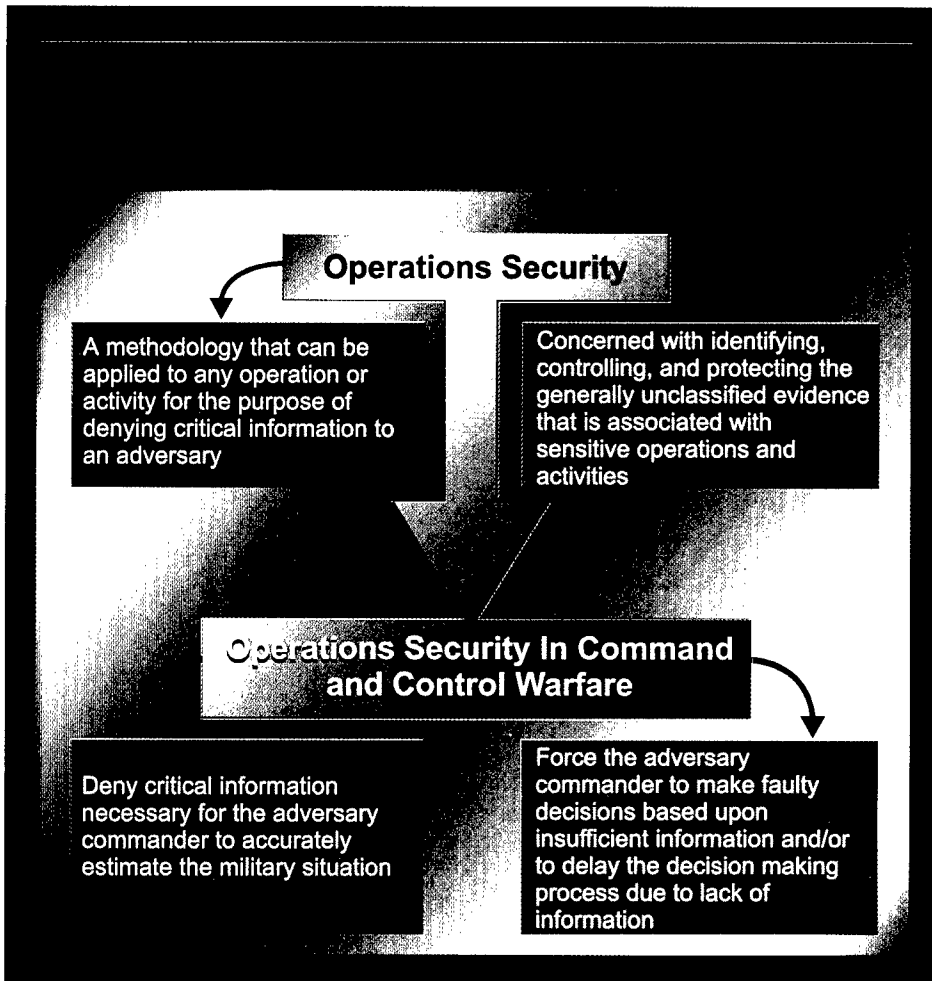 Operations Security
A methodology that can be
applied to any operation or
activity for the purpose of
denying critical information to
an adversary
Concerned with identifying,
controlling, and protecting the
generally unclassified evidence
that is associated with
sensitive operations and
activities
Operations Security In Command
and Control Warfare
Deny critical information
necessary for the adversary
commander to accurately
estimate the military situation
Force the adversary
commander to make faulty
decisions based upon
insufficient information and/or
to delay the decision making
process due to lack of
information